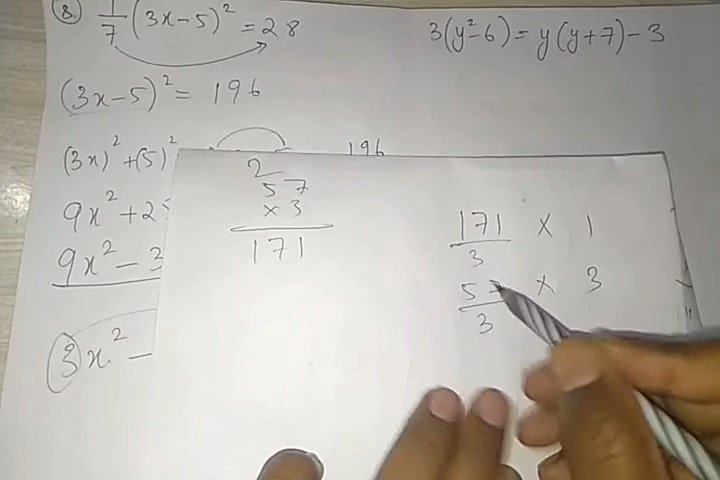 8 1/7 (3x-5)² = 28
(3x-5)² = 196
(3x)² + (5)² 196
9x² + 2
9x² - 3
3x² -
3(y²-6) = y(y+7) - 3
2
57
×3
171
171 × 1
3
5 × 3
3